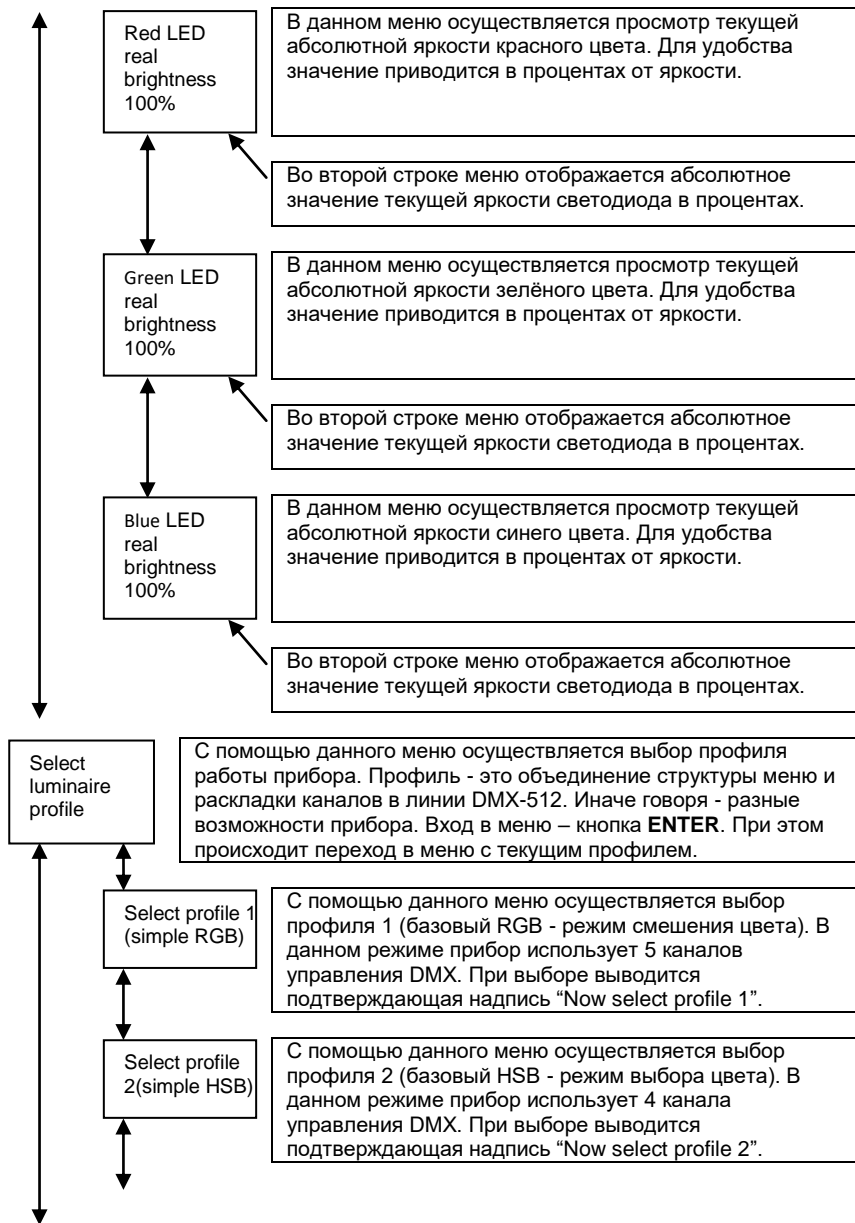 Red LED
real
brightness
100%
В данном меню осуществляется просмотр текущей
абсолютной яркости красного цвета. Для удобства
значение приводится в процентах от яркости.
Во второй строке меню отображается абсолютное
значение текущей яркости светодиода в процентах.
Green LED
real
brightness
100%
В данном меню осуществляется просмотр текущей
абсолютной яркости зелёного цвета. Для удобства
значение приводится в процентах от яркости.
Во второй строке меню отображается абсолютное
значение текущей яркости светодиода в процентах.
Blue LED
real
brightness
100%
В данном меню осуществляется просмотр текущей
абсолютной яркости синего цвета. Для удобства
значение приводится в процентах от яркости.
Во второй строке меню отображается абсолютное
значение текущей яркости светодиода в процентах.
Select
luminaire
profile
С помощью данного меню осуществляется выбор профиля
работы прибора. Профиль - это объединение структуры меню и
раскладки каналов в линии DMX-512. Иначе говоря - разные
возможности прибора. Вход в меню – кнопка ENTER. При этом
происходит переход в меню с текущим профилем.
Select profile 1
(simple RGB)
С помощью данного меню осуществляется выбор
профиля 1 (базовый RGB - режим смешения цвета). В
данном режиме прибор использует 5 каналов
управления DMX. При выборе выводится
подтверждающая надпись “Now select profile 1”.
Select profile
2(simple HSB)
С помощью данного меню осуществляется выбор
профиля 2 (базовый HSB - режим выбора цвета). В
данном режиме прибор использует 4 канала
управления DMX. При выборе выводится
подтверждающая надпись “Now select profile 2”.